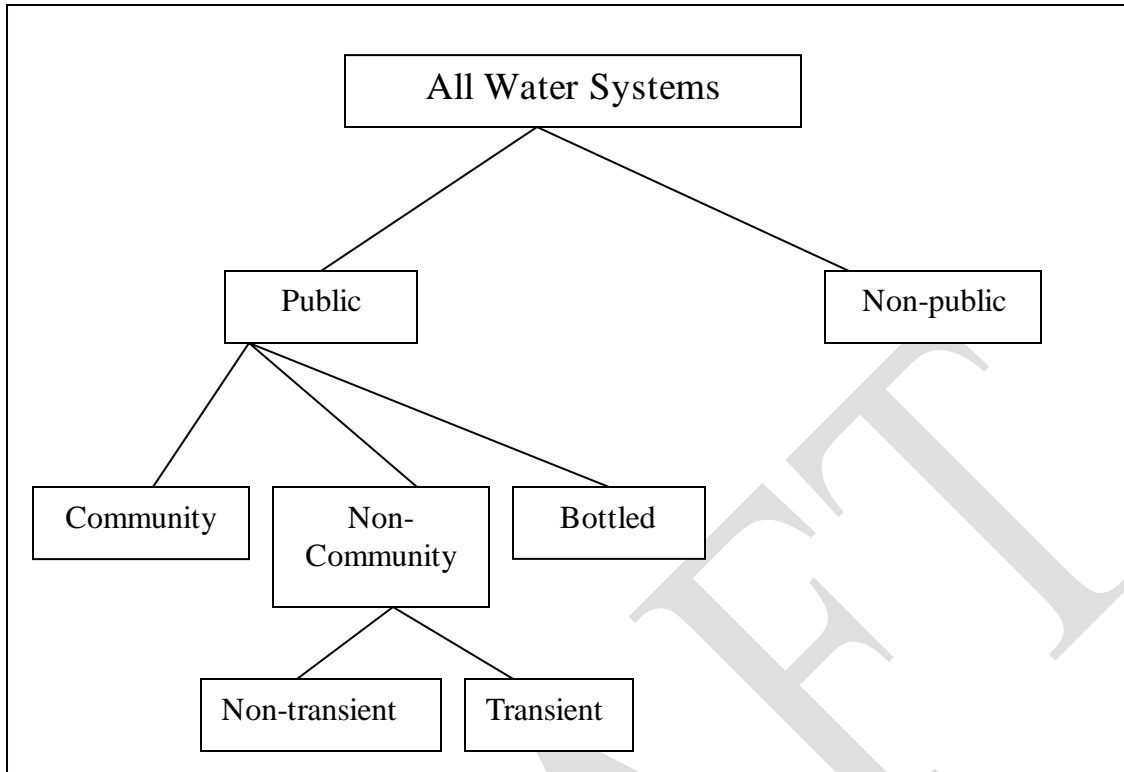 All Water Systems
Public
Non-public
Community
Non-
Community
Bottled
Non-transient
Transient